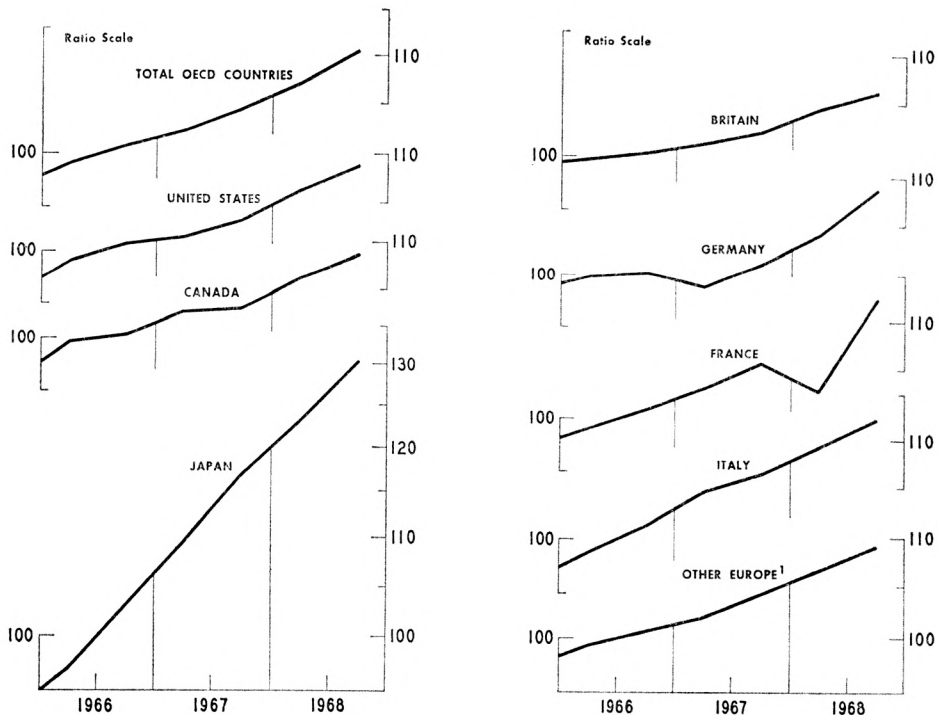 Ratio Scale
110
TOTAL OECD COUNTRIES
100
110
UNITED STATES
100
110
CANADA
100
130
120
JAPAN
110
100
100
1966
1967
1968
Ratio Scale
110
BRITAIN
100
110
GERMANY
100
110
FRANCE
100
110
ITALY
100
110
OTHER EUROPE¹
100
100
1966
1967
1968